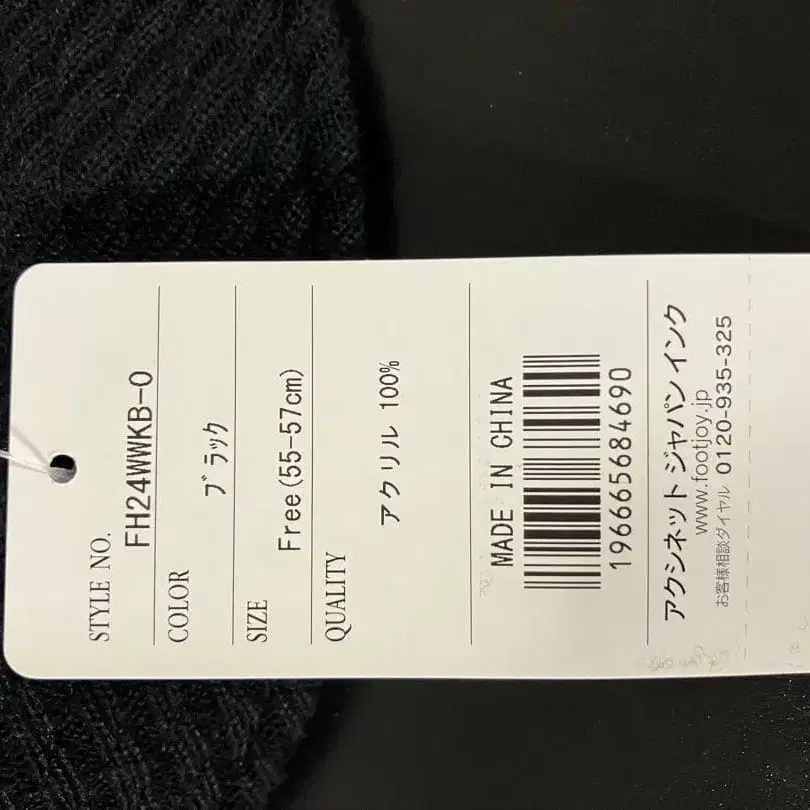 STYLE NO.
FH24WWKB-O
COLOR
ブラック
SIZE
Free(55-57cm)
QUALITY
アクリル 100%
MADE IN CHINA
196665684690
アクシネット ジャパン インク
www.footjoy.jp
お客様相談ダイヤル 0120-935-325